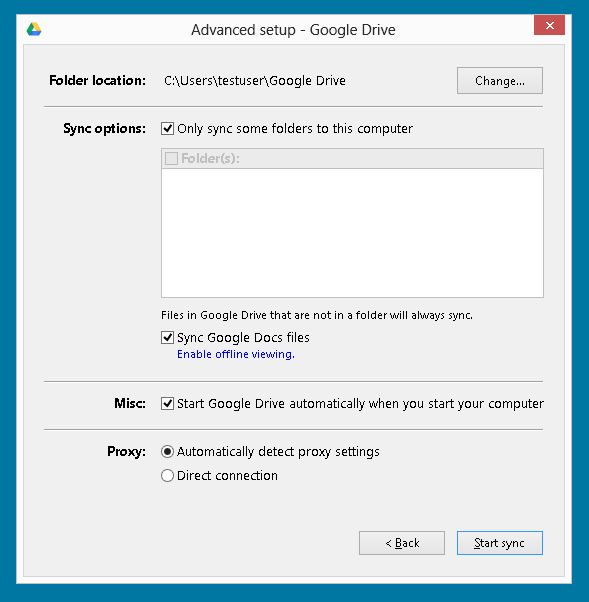 Advanced setup - Google Drive
Folder location: C:\Users\testuser\Google Drive Change...
Sync options: Only sync some folders to this computer
Folder(s):
Files in Google Drive that are not in a folder will always sync.
Sync Google Docs files
Enable offline viewing.
Misc: Start Google Drive automatically when you start your computer
Proxy: Automatically detect proxy settings
Direct connection
< Back Start sync